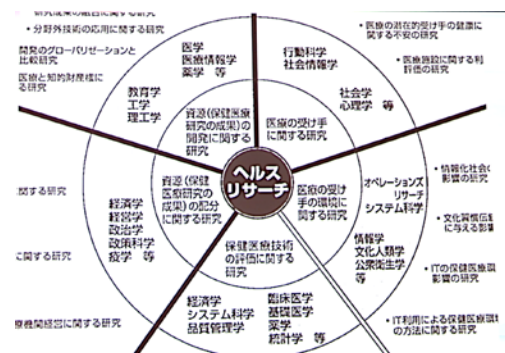 研究成果の融合に関する研究
・分野外技術の応用に関する研究
開発のグローバリゼーションと
比較研究
医療と知的財産権に
る研究
医学
医療情報学
薬学 等
教育学
工学
理工学
資源(保健医療
研究の成果)の
開発に関する
研究
行動科学
社会情報学
社会学
心理学 等
医療の受け手
に関する研究
・医療の潜在的受け手の健康に
関する不安の研究
・医療施設に関する利
評価の研究
ヘルス
リサーチ
資源(保健
医療研究の
成果)の配分
に関する研究
経済学
経営学
政治学
政策科学
疫学 等
関する研究
に関する研究
療機関経営に関する研究
医療の受け
手の環境に
関する研究
オペレーションズ
リサーチ
システム科学
情報学
文化人類学
公衆衛生学
等
・情報化社会
影響の研究
・文化習慣伝
に与える影響
・ITの保健医療環
影響の研究
・IT利用による保健医療環境
の方法に関する研究
保健医療技術
の評価に関する
研究
経済学
システム科学
品質管理学
臨床医学
基礎医学
薬学
統計学 等